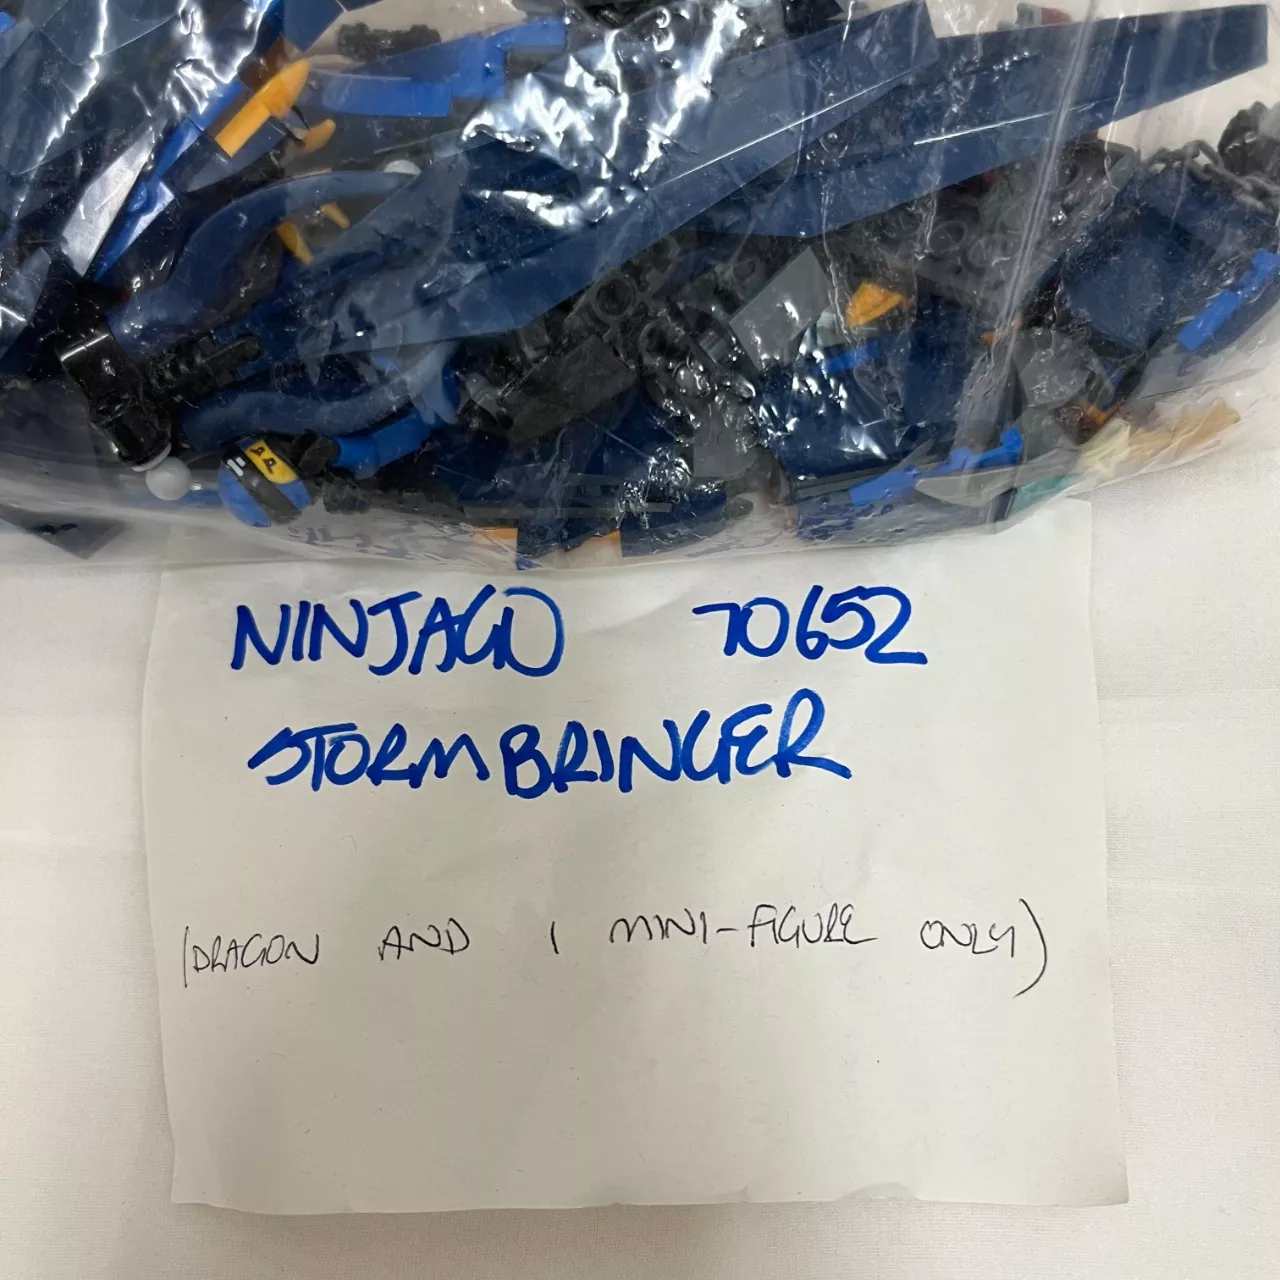 NINJAGO 70652
STORMBRINGER
(DRAGON AND 1 MINI-FIGURE ONLY)